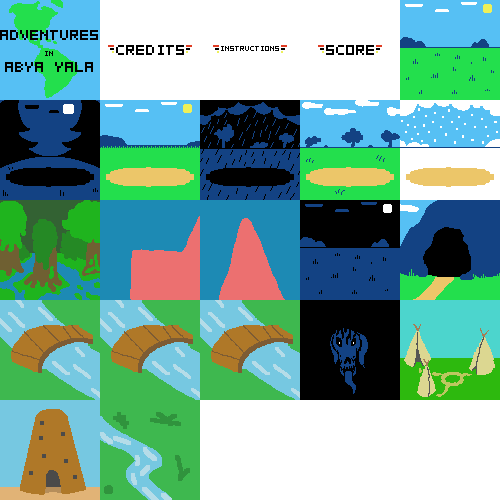 ADVENTURES
IN
ABYA YALA
CREDITS
INSTRUCTIONS
SCORE